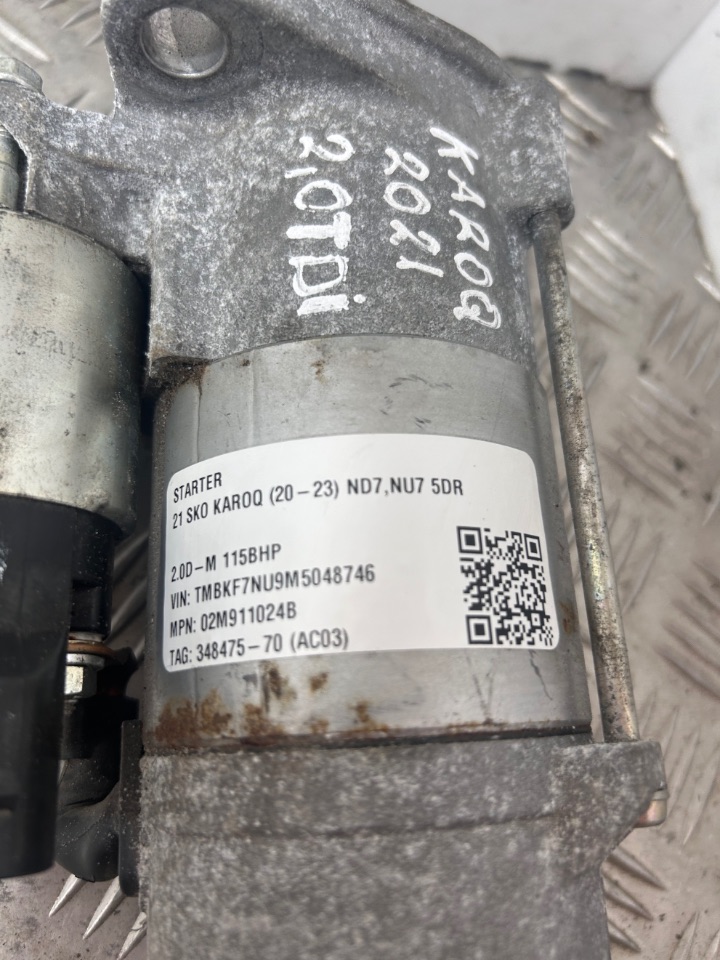 KAROQ
2021
2,0TDi
STARTER
21 SKO KAROQ (20-23) ND7,NU7 5DR
2.0D-M 115BHP
VIN: TMBKF7NU9M5048746
MPN: 02M911024B
TAG: 348475-70 (AC03)